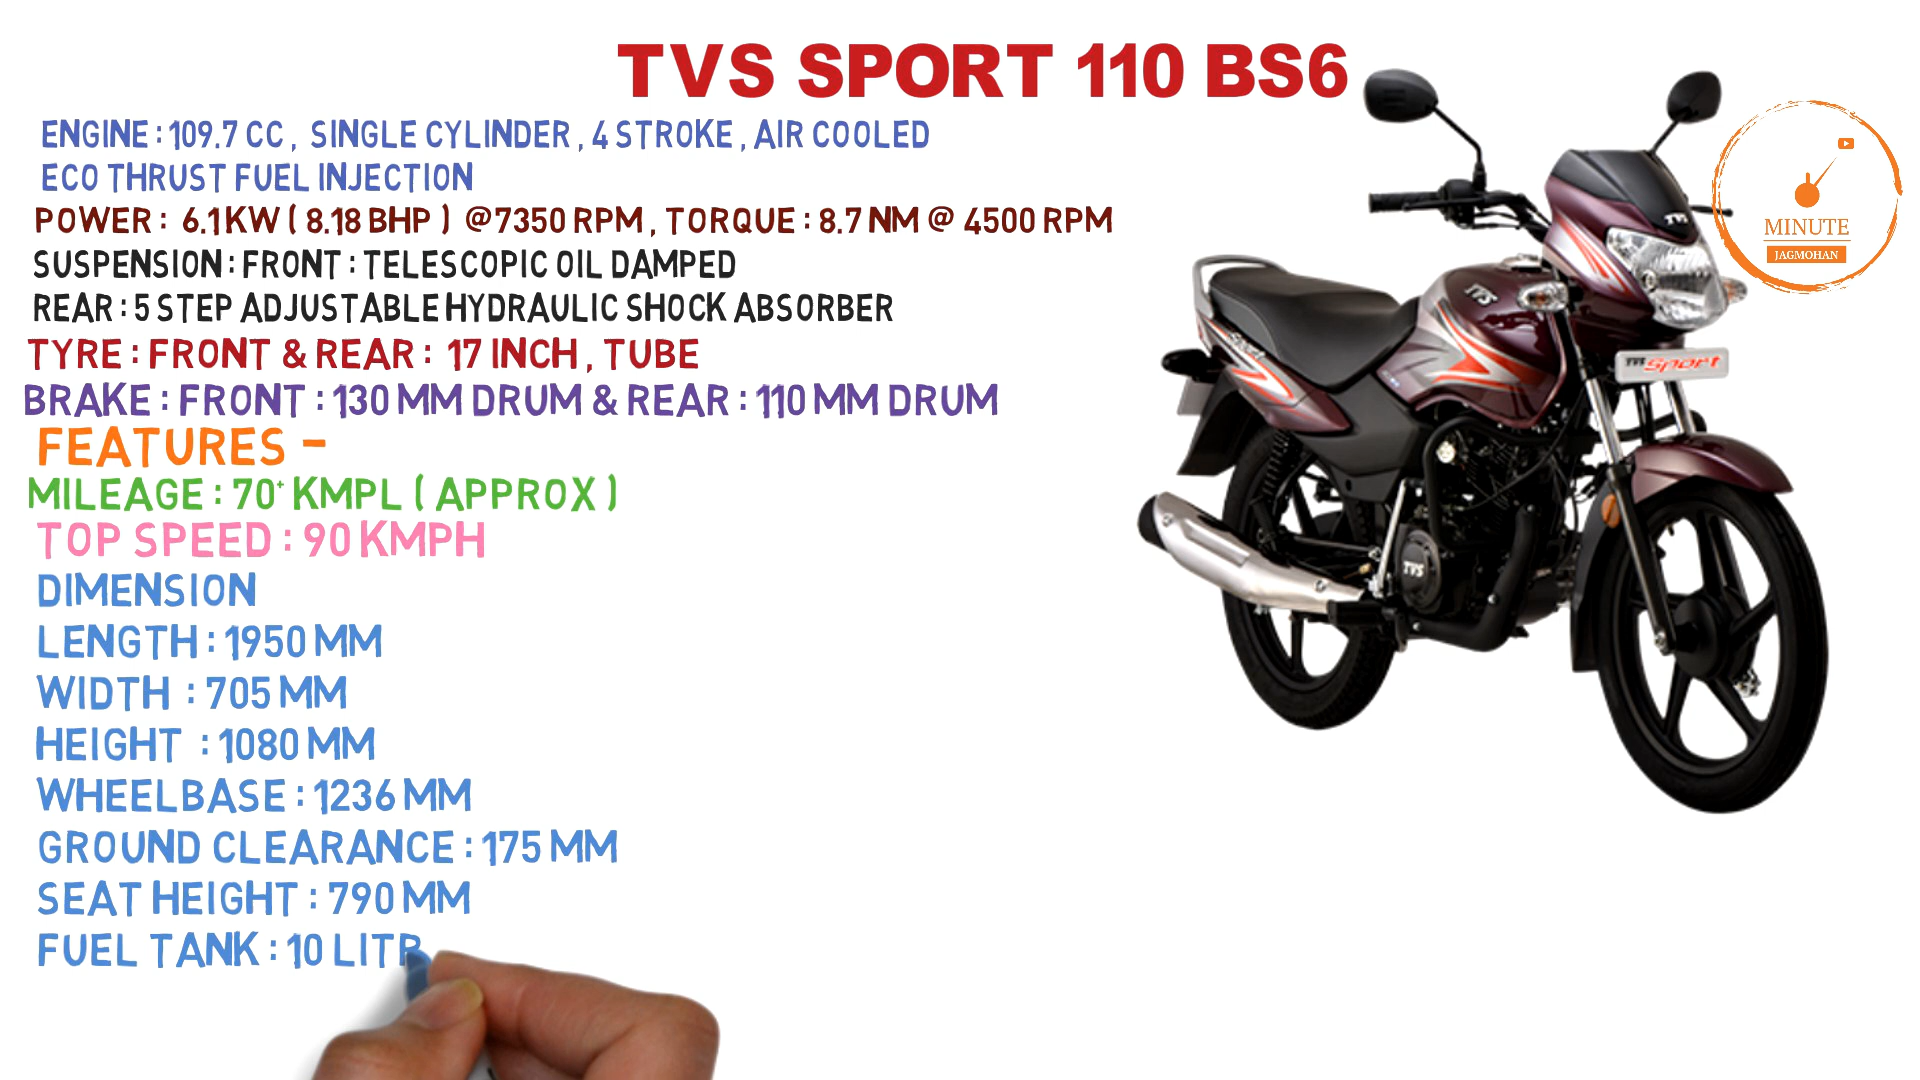 TVS SPORT 110 BS6
ENGINE : 109.7 CC , SINGLE CYLINDER , 4 STROKE , AIR COOLED
ECO THRUST FUEL INJECTION
POWER : 6.1 KW ( 8.18 BHP ) @7350 RPM , TORQUE : 8.7 NM @ 4500 RPM
SUSPENSION : FRONT : TELESCOPIC OIL DAMPED
REAR : 5 STEP ADJUSTABLE HYDRAULIC SHOCK ABSORBER
TYRE : FRONT & REAR : 17 INCH , TUBE
BRAKE : FRONT : 130 MM DRUM & REAR : 110 MM DRUM
FEATURES -
MILEAGE : 70+ KMPL ( APPROX )
TOP SPEED : 90 KMPH
DIMENSION
LENGTH : 1950 MM
WIDTH : 705 MM
HEIGHT : 1080 MM
WHEELBASE : 1236 MM
GROUND CLEARANCE : 175 MM
SEAT HEIGHT : 790 MM
FUEL TANK : 10 LITR
MINUTE
JAGMOHAN
TVS
TVS
TVS Sport
TVS